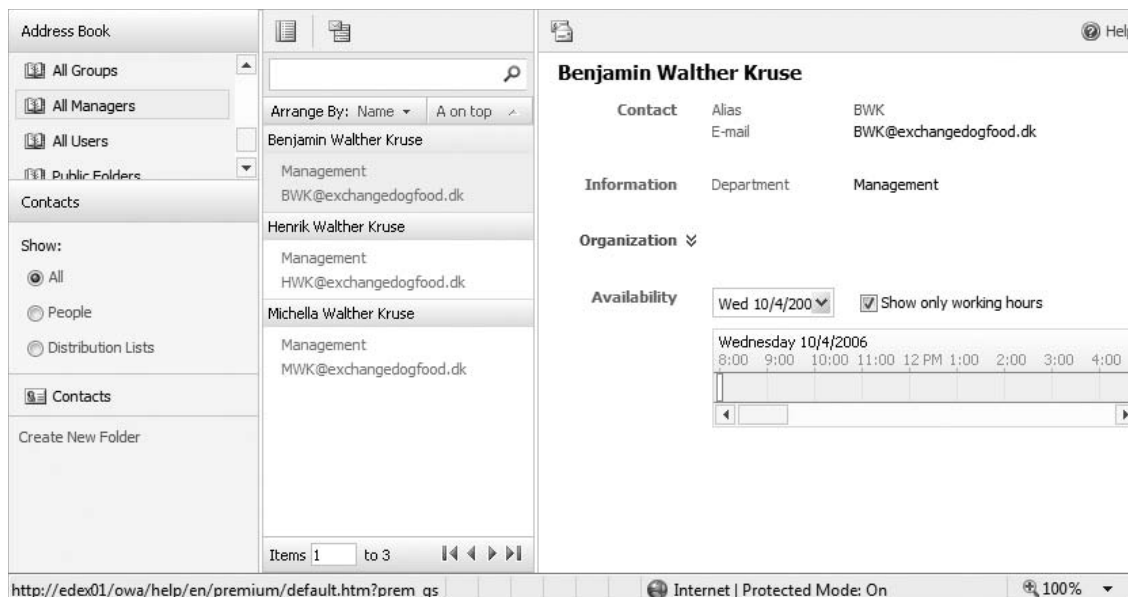 Address Book
All Groups
All Managers
All Users
Public Folders
Contacts
Show:
All
People
Distribution Lists
Contacts
Create New Folder
Arrange By: Name A on top
Benjamin Walther Kruse
Management
BWK@exchangedogfood.dk
Henrik Walther Kruse
Management
HWK@exchangedogfood.dk
Michella Walther Kruse
Management
MWK@exchangedogfood.dk
Items 1 to 3
Help
Benjamin Walther Kruse
Contact Alias BWK
E-mail BWK@exchangedogfood.dk
Information Department Management
Organization
Availability Wed 10/4/200 Show only working hours
Wednesday 10/4/2006
8:00 9:00 10:00 11:00 12 PM 1:00 2:00 3:00 4:00
http://edex01/owa/help/en/premium/default.htm?prem_gs Internet | Protected Mode: On 100%